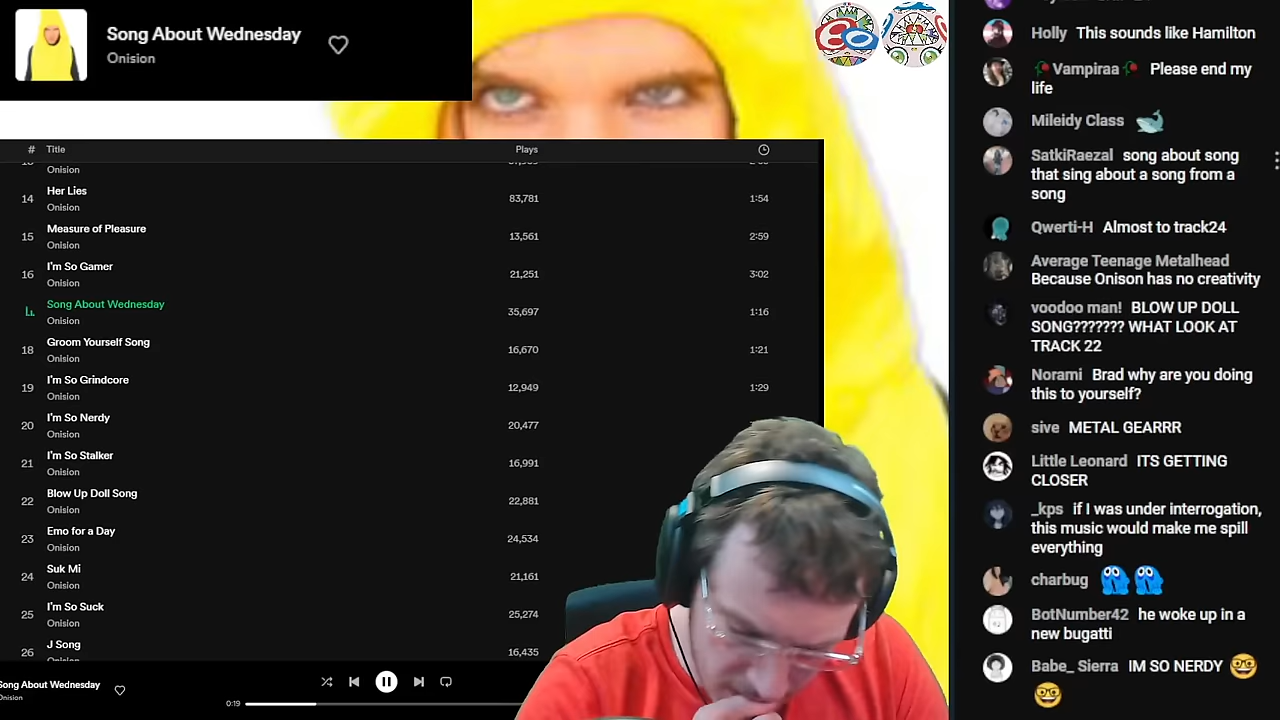 Song About Wednesday
Onision
# Title Plays
Onision
14 Her Lies 83,781 1:54
Onision
15 Measure of Pleasure 13,561 2:59
Onision
16 I'm So Gamer 21,251 3:02
Onision
Song About Wednesday 35,697 1:16
Onision
18 Groom Yourself Song 16,670 1:21
Onision
19 I'm So Grindcore 12,949 1:29
Onision
20 I'm So Nerdy 20,477
Onision
21 I'm So Stalker 16,991
Onision
22 Blow Up Doll Song 22,881
Onision
23 Emo for a Day 24,534
Onision
24 Suk Mi 21,161
Onision
25 I'm So Suck 25,274
Onision
26 J Song 16,435
Song About Wednesday
Onision
0:19
Holly This sounds like Hamilton
Vampiraa Please end my
life
Mileidy Class
SatkiRaezal song about song
that sing about a song from a
song
Qwerti-H Almost to track24
Average Teenage Metalhead
Because Onison has no creativity
voodoo man! BLOW UP DOLL
SONG??????? WHAT LOOK AT
TRACK 22
Norami Brad why are you doing
this to yourself?
sive METAL GEARRR
Little Leonard ITS GETTING
CLOSER
_kps if I was under interrogation,
this music would make me spill
everything
charbug
BotNumber42 he woke up in a
new bugatti
Babe_ Sierra IM SO NERDY 🤓
🤓